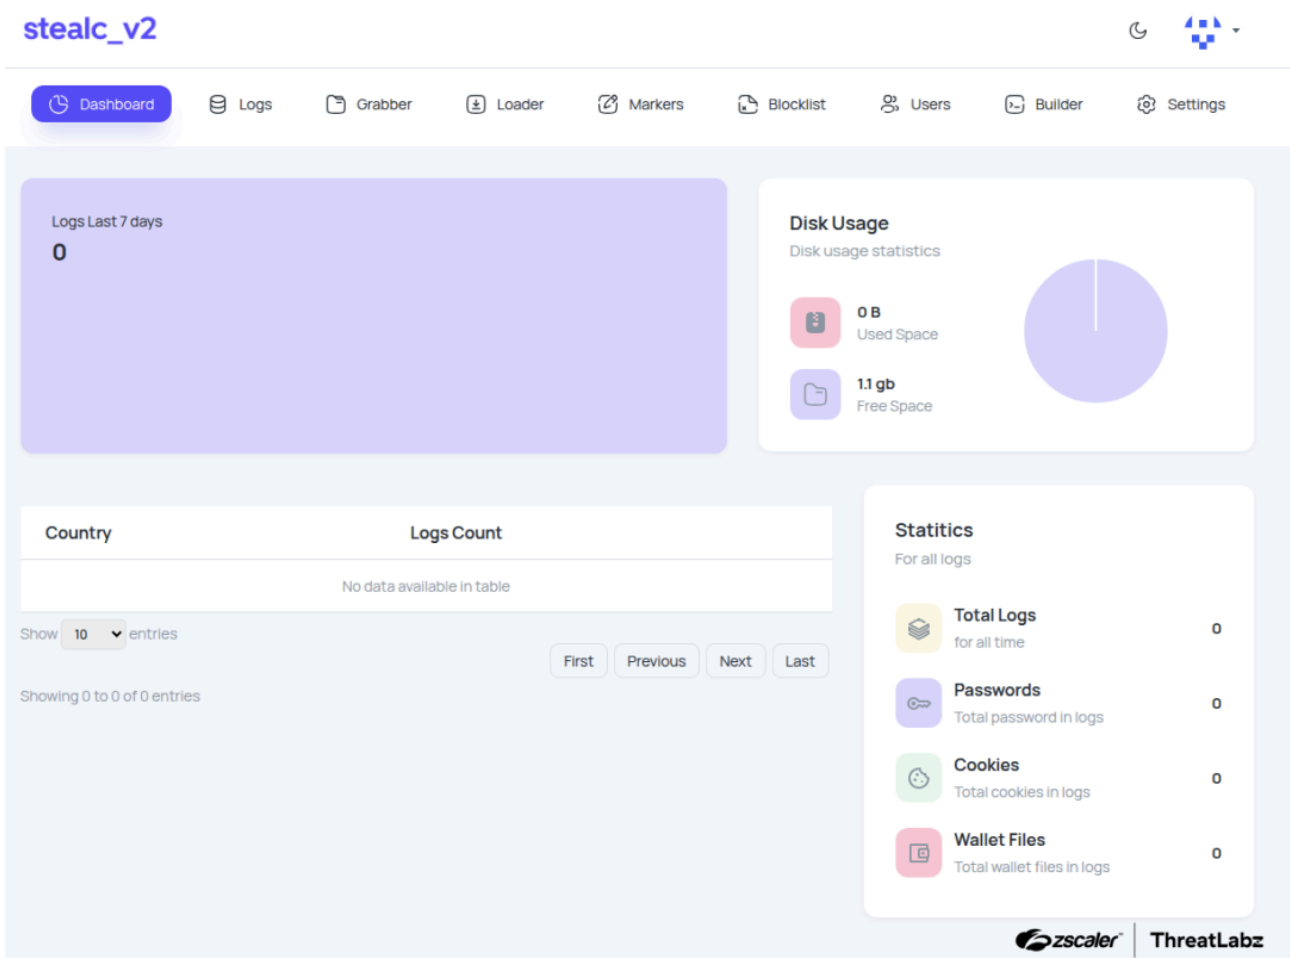 stealc_v2
Dashboard Logs Grabber Loader Markers Blocklist Users Builder Settings
Logs Last 7 days
0
Disk Usage
Disk usage statistics
0 B
Used Space
1.1 gb
Free Space
Country Logs Count
No data available in table
Show 10 entries
First Previous Next Last
Showing 0 to 0 of 0 entries
Statitics
For all logs
Total Logs 0
for all time
Passwords 0
Total password in logs
Cookies 0
Total cookies in logs
Wallet Files 0
Total wallet files in logs
zscaler™ ThreatLabz